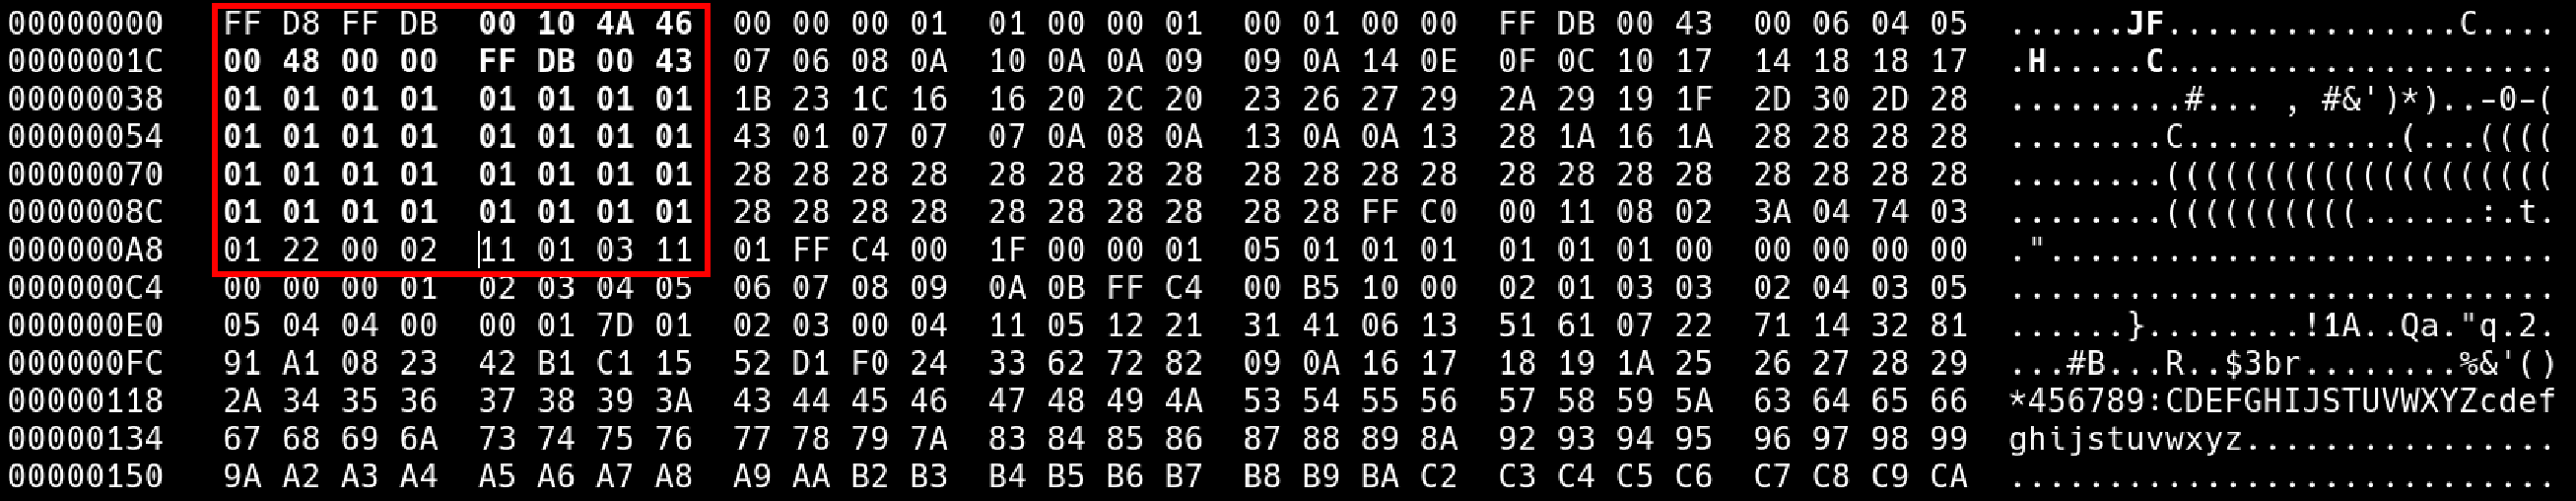 00000000 FF D8 FF DB 00 10 4A 46 00 00 00 01 01 00 00 01 00 01 00 00 FF DB 00 43 00 06 04 05 ......JF...............C....
0000001C 00 48 00 00 FF DB 00 43 07 06 08 0A 10 0A 0A 09 09 0A 14 0E 0F 0C 10 17 14 18 18 17 .H.....C....................
00000038 01 01 01 01 01 01 01 01 1B 23 1C 16 16 20 2C 20 23 26 27 29 2A 29 19 1F 2D 30 2D 28 .........#... , #&')*)..-0-(
00000054 01 01 01 01 01 01 01 01 43 01 07 07 07 0A 08 0A 13 0A 0A 13 28 1A 16 1A 28 28 28 28 ........C...........(...((((
00000070 01 01 01 01 01 01 01 01 28 28 28 28 28 28 28 28 28 28 28 28 28 28 28 28 28 28 28 28 ........((((((((((((((((((((
0000008C 01 01 01 01 01 01 01 01 28 28 28 28 28 28 28 28 28 28 FF C0 00 11 08 02 3A 04 74 03 ........((((((((((......:.t.
000000A8 01 22 00 02 11 01 03 11 01 FF C4 00 1F 00 00 01 05 01 01 01 01 01 01 00 00 00 00 00 ."..........................
000000C4 00 00 00 01 02 03 04 05 06 07 08 09 0A 0B FF C4 00 B5 10 00 02 01 03 03 02 04 03 05 ............................
000000E0 05 04 04 00 00 01 7D 01 02 03 00 04 11 05 12 21 31 41 06 13 51 61 07 22 71 14 32 81 ......}........!1A..Qa."q.2.
000000FC 91 A1 08 23 42 B1 C1 15 52 D1 F0 24 33 62 72 82 09 0A 16 17 18 19 1A 25 26 27 28 29 ...#B...R..$3br........%&'()
00000118 2A 34 35 36 37 38 39 3A 43 44 45 46 47 48 49 4A 53 54 55 56 57 58 59 5A 63 64 65 66 *456789:CDEFGHIJSTUVWXYZcdef
00000134 67 68 69 6A 73 74 75 76 77 78 79 7A 83 84 85 86 87 88 89 8A 92 93 94 95 96 97 98 99 ghijstuvwxyz................
00000150 9A A2 A3 A4 A5 A6 A7 A8 A9 AA B2 B3 B4 B5 B6 B7 B8 B9 BA C2 C3 C4 C5 C6 C7 C8 C9 CA ............................